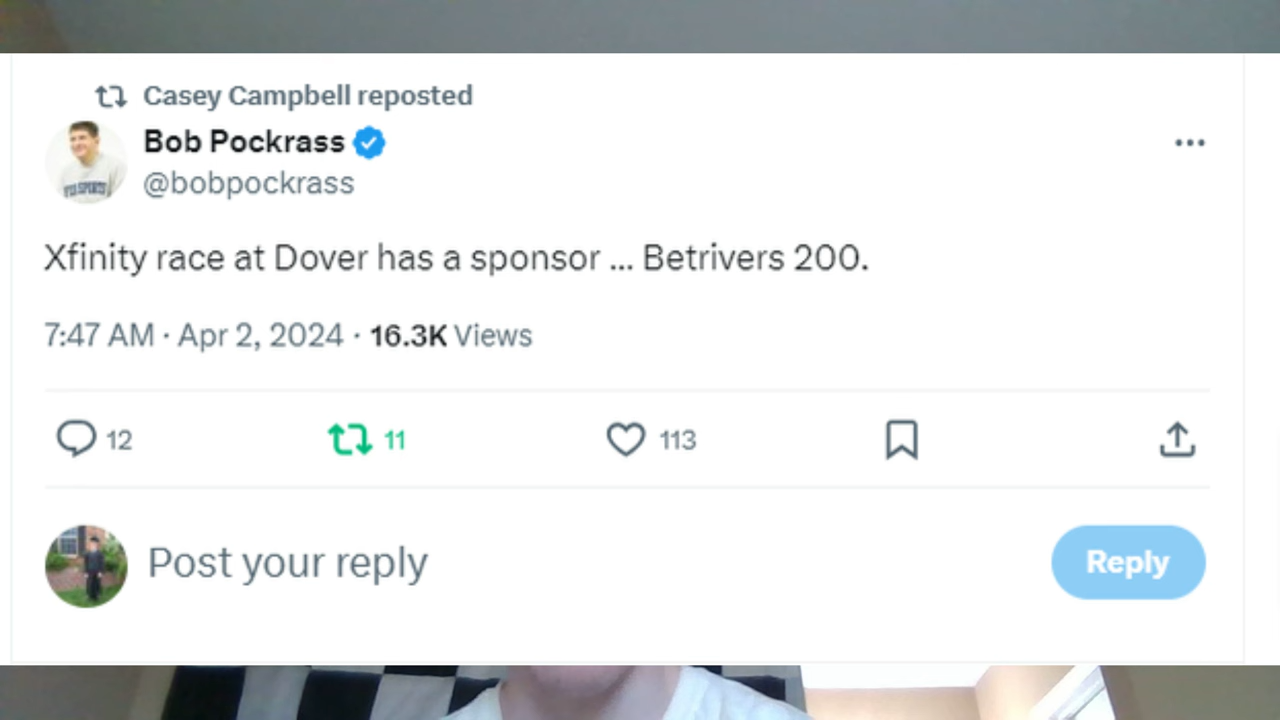 Casey Campbell reposted
Bob Pockrass
@bobpockrass
Xfinity race at Dover has a sponsor ... Betrivers 200.
7:47 AM · Apr 2, 2024 · 16.3K Views
12 11 113
Post your reply
Reply